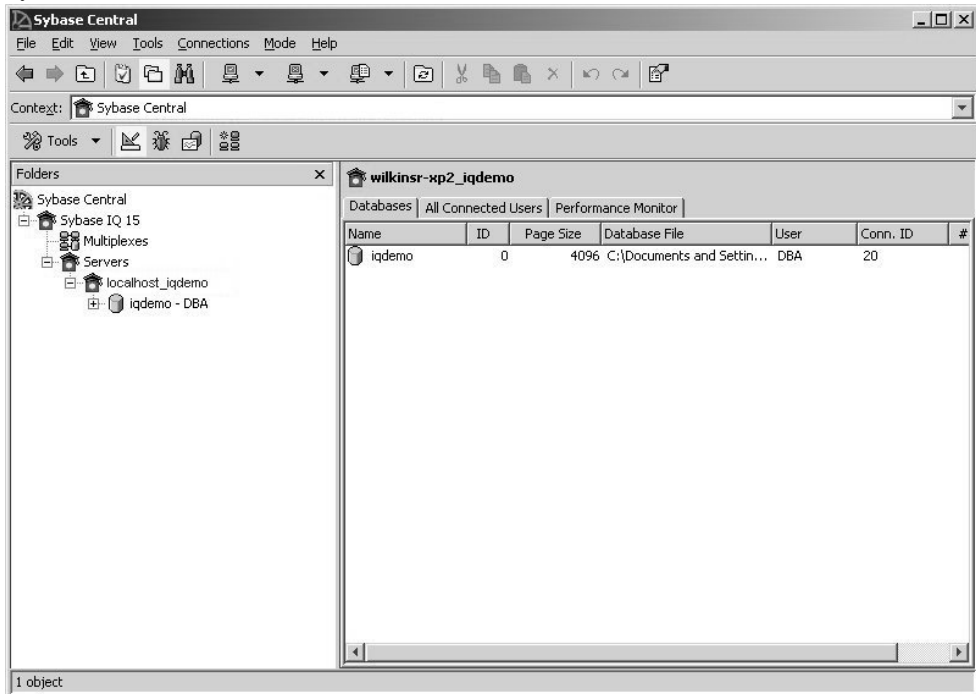 Sybase Central
File Edit View Tools Connections Mode Help
Context: Sybase Central
Tools
Folders
Sybase Central
Sybase IQ 15
Multiplexes
Servers
localhost_iqdemo
iqdemo - DBA
wilkinsr-xp2_iqdemo
Databases All Connected Users Performance Monitor
Name ID Page Size Database File User Conn. ID #
iqdemo 0 4096 C:\Documents and Settin... DBA 20
1 object